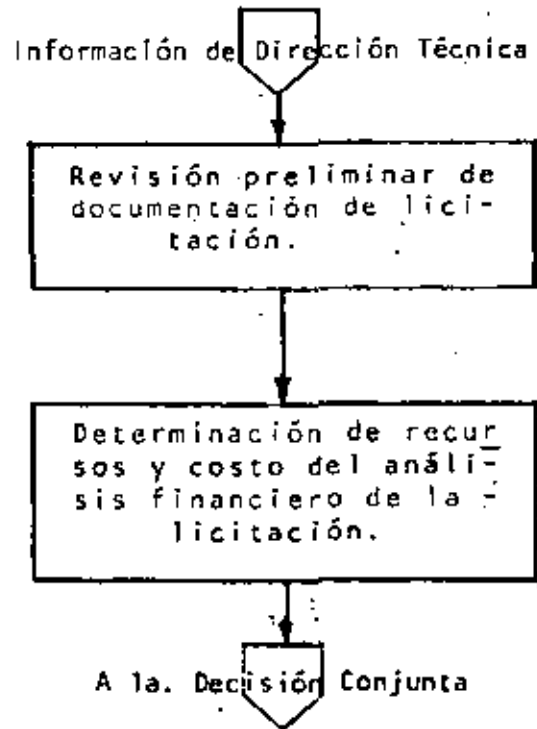 Información de Dirección Técnica
Revisión preliminar de
documentación de lici-
tación.
Determinación de recur
sos y costo del análi-
sis financiero de la -
licitación.
A la. Decisión Conjunta